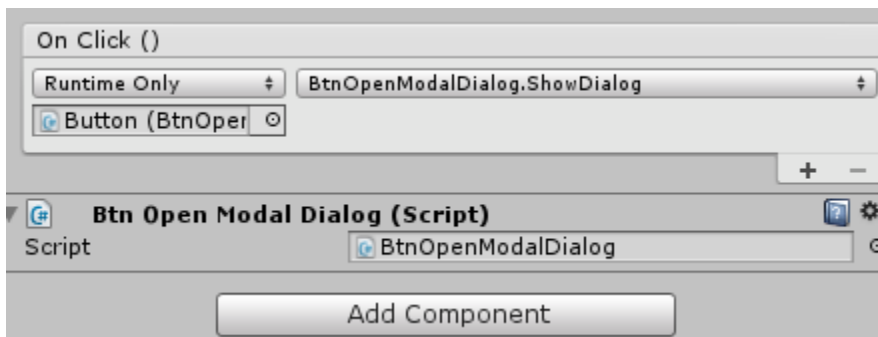 On Click ()
Runtime Only BtnOpenModalDialog.ShowDialog
Button (BtnOper
+ −
Btn Open Modal Dialog (Script)
Script BtnOpenModalDialog
Add Component